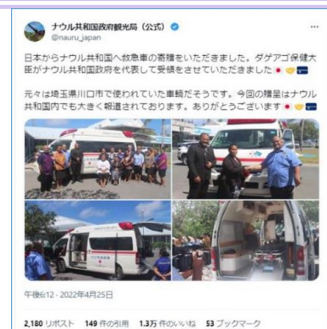 ナウル共和国政府観光局（公式）
@nauru_japan
日本からナウル共和国へ救急車の寄贈をいただきました。ダゲアゴ保健大
臣がナウル共和国政府を代表して受領をさせていただきました
元々は埼玉県川口市で使われていた車輌だそうです。今回の贈呈はナウル
共和国内でも大きく報道されております。ありがとうございます
午後6:12 · 2022年4月25日
2,180 リポスト 149 件の引用 1.3万 件のいいね 53 ブックマーク